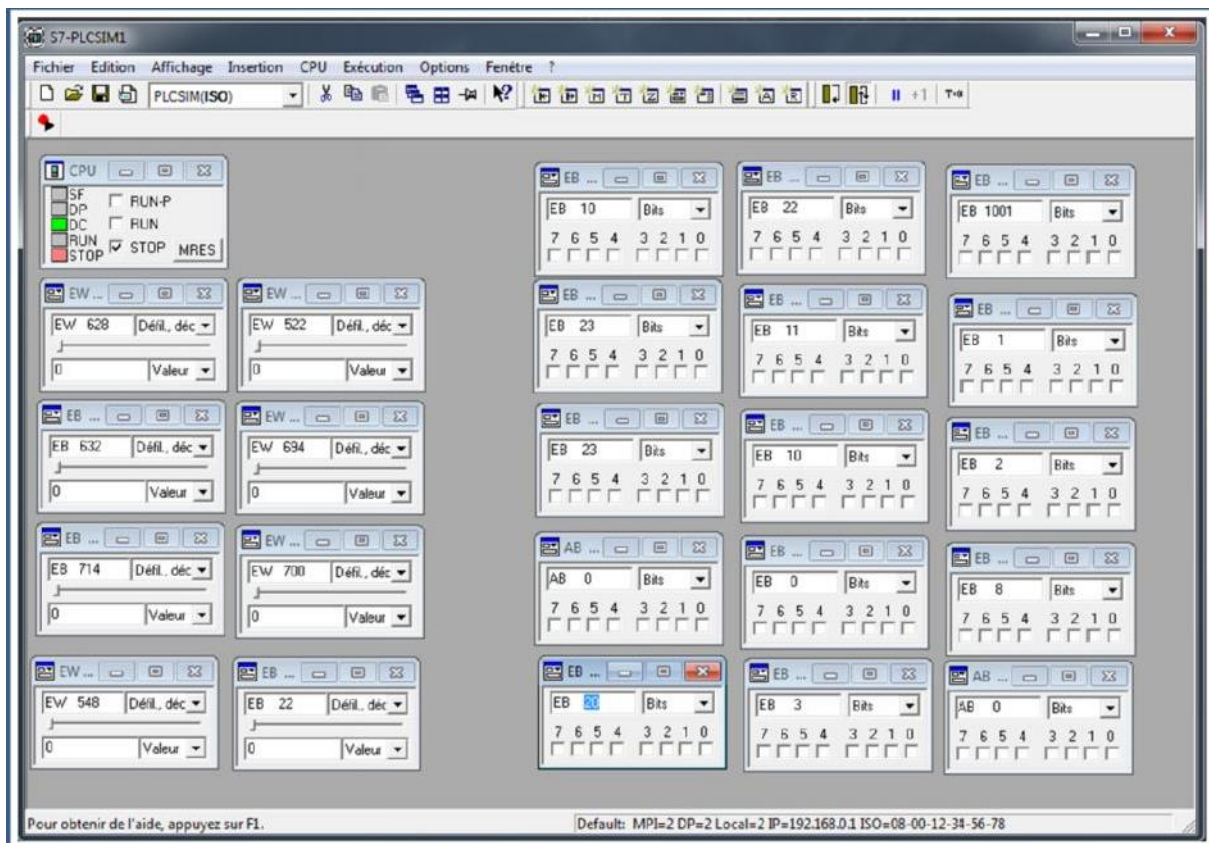 S7-PLCSIM1
Fichier Edition Affichage Insertion CPU Exécution Options Fenêtre ?
PLCSIM(ISO)
+1 T=0
CPU
SF
DP
DC
RUN
STOP
RUN-P
RUN
STOP
MRES
EB ...
EB 10 Bits
7 6 5 4 3 2 1 0
EB ...
EB 22 Bits
7 6 5 4 3 2 1 0
EB ...
EB 1001 Bits
7 6 5 4 3 2 1 0
EW ...
EW 628 Défil., déc
0 Valeur
EW ...
EW 522 Défil., déc
0 Valeur
EB ...
EB 23 Bits
7 6 5 4 3 2 1 0
EB ...
EB 11 Bits
7 6 5 4 3 2 1 0
EB ...
EB 1 Bits
7 6 5 4 3 2 1 0
EB ...
EB 632 Défil., déc
0 Valeur
EW ...
EW 694 Défil., déc
0 Valeur
EB ...
EB 23 Bits
7 6 5 4 3 2 1 0
EB ...
EB 10 Bits
7 6 5 4 3 2 1 0
EB ...
EB 2 Bits
7 6 5 4 3 2 1 0
EB ...
EB 714 Défil., déc
0 Valeur
EW ...
EW 700 Défil., déc
0 Valeur
AB ...
AB 0 Bits
7 6 5 4 3 2 1 0
EB ...
EB 0 Bits
7 6 5 4 3 2 1 0
EB ...
EB 8 Bits
7 6 5 4 3 2 1 0
EW ...
EW 548 Défil., déc
0 Valeur
EB ...
EB 22 Défil., déc
0 Valeur
EB ...
EB 20 Bits
7 6 5 4 3 2 1 0
EB ...
EB 3 Bits
7 6 5 4 3 2 1 0
AB ...
AB 0 Bits
7 6 5 4 3 2 1 0
Pour obtenir de l'aide, appuyez sur F1.
Default: MPI=2 DP=2 Local=2 IP=192.168.0.1 ISO=08-00-12-34-56-78